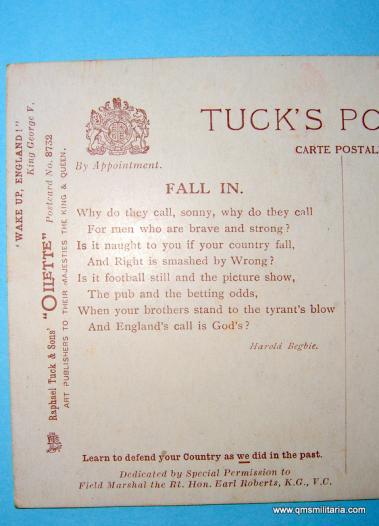 "WAKE UP, ENGLAND!"
King George V.
Raphael Tuck & Sons' "OILETTE" Postcard No. 8732
ART PUBLISHERS TO THEIR MAJESTIES THE KING & QUEEN.
By Appointment.
TUCK'S PO
CARTE POSTAL
FALL IN.
Why do they call, sonny, why do they call
For men who are brave and strong?
Is it naught to you if your country fall,
And Right is smashed by Wrong?
Is it football still and the picture show,
The pub and the betting odds,
When your brothers stand to the tyrant's blow
And England's call is God's?
Harold Begbie.
Learn to defend your Country as we did in the past.
Dedicated by Special Permission to
Field Marshal the Rt. Hon. Earl Roberts, K.G., V.C.
www.qmsmilitaria.com